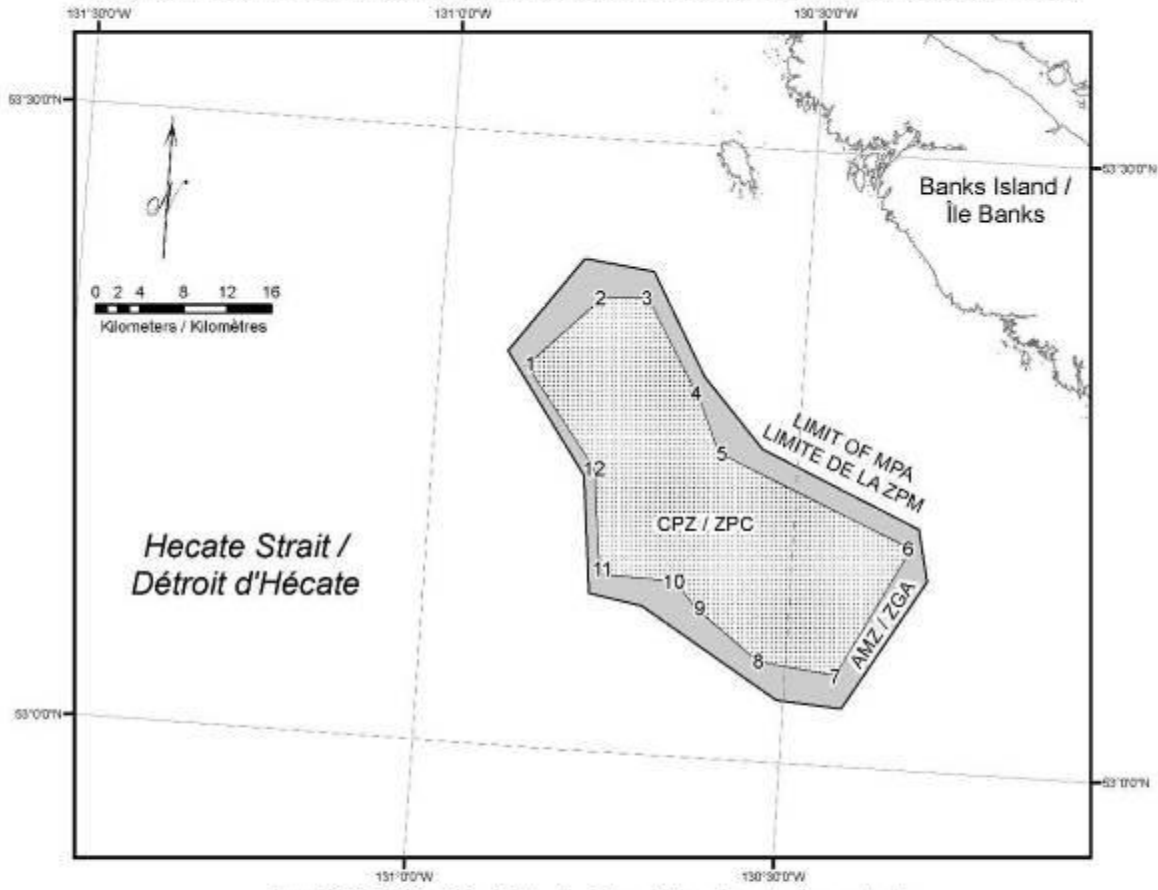 131°30'0"W
131°0'0"W
130°30'0"W
53°30'0"N
53°30'0"N
Banks Island /
Île Banks
0 2 4 8 12 16
Kilometers / Kilomètres
2 3
1
4
LIMIT OF MPA
LIMITE DE LA ZPM
5
12
CPZ / ZPC
6
Hecate Strait /
Détroit d'Hécate
11
10
9
AMZ / ZGA
8
7
53°0'0"N
53°0'0"N
131°0'0"W
130°30'0"W